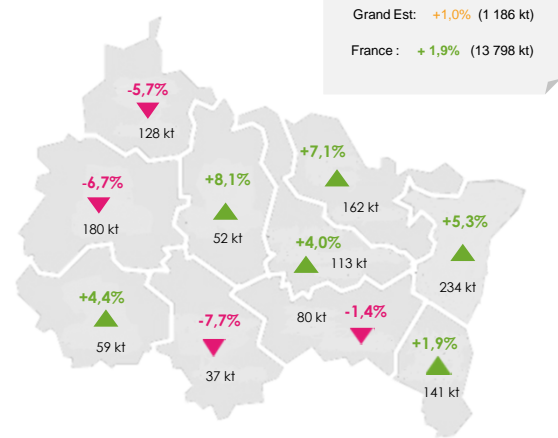 Grand Est: +1,0% (1 186 kt)
France : + 1,9% (13 798 kt)
-5,7%
128 kt
+7,1%
162 kt
-6,7%
180 kt
+8,1%
52 kt
+5,3%
234 kt
+4,0%
113 kt
+4,4%
59 kt
-7,7%
37 kt
80 kt -1,4%
+1,9%
141 kt